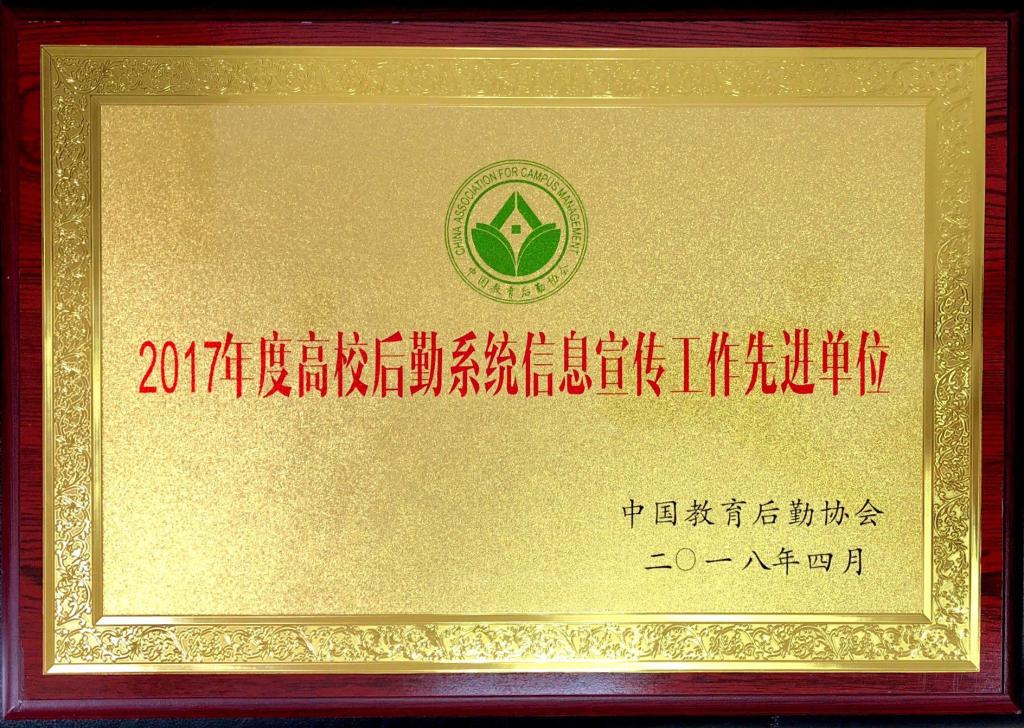 CHINA ASSOCIATION FOR CAMPUS MANAGEMENT
中国教育后勤协会
2017年度高校后勤系统信息宣传工作先进单位
中国教育后勤协会
二〇一八年四月